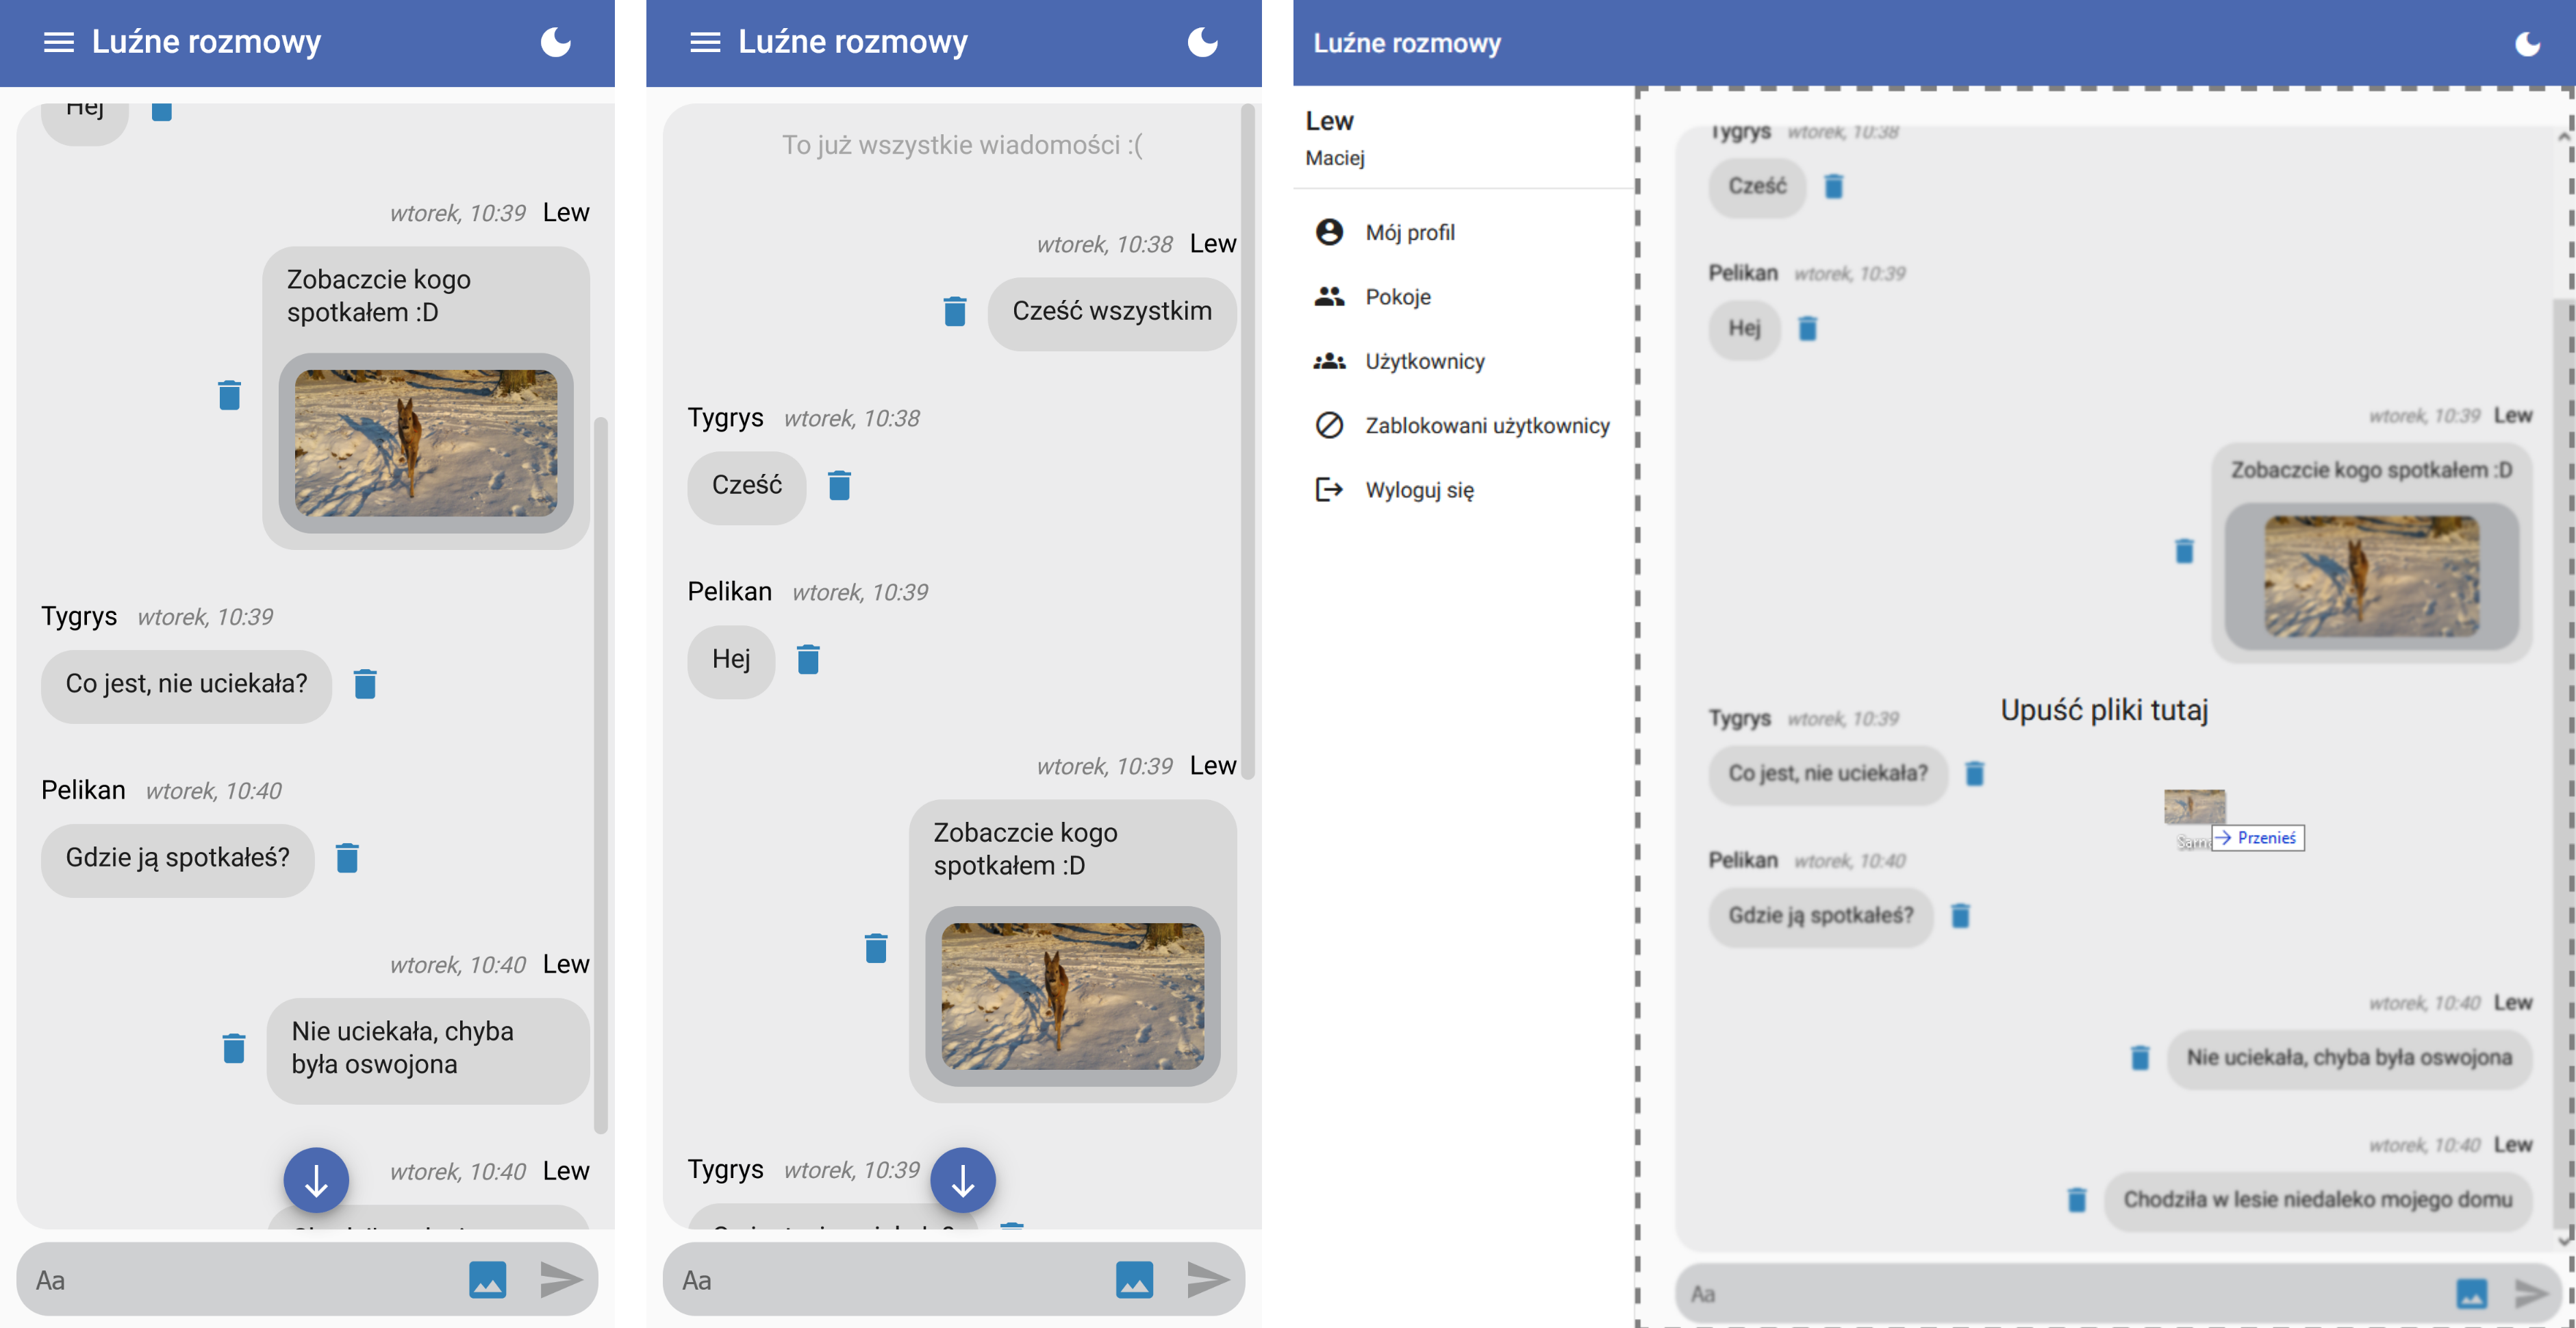 Luźne rozmowy
Hej
wtorek, 10:39 Lew
Zobaczcie kogo
spotkałem :D
Tygrys wtorek, 10:39
Co jest, nie uciekała?
Pelikan wtorek, 10:40
Gdzie ją spotkałeś?
wtorek, 10:40 Lew
Nie uciekała, chyba
była oswojona
wtorek, 10:40 Lew
Aa
Luźne rozmowy
To już wszystkie wiadomości :(
wtorek, 10:38 Lew
Cześć wszystkim
Tygrys wtorek, 10:38
Cześć
Pelikan wtorek, 10:39
Hej
wtorek, 10:39 Lew
Zobaczcie kogo
spotkałem :D
Tygrys wtorek, 10:39
Aa
Luźne rozmowy
Lew
Maciej
Mój profil
Pokoje
Użytkownicy
Zablokowani użytkownicy
Wyloguj się
Tygrys wtorek, 10:38
Cześć
Pelikan wtorek, 10:39
Hej
wtorek, 10:39 Lew
Zobaczcie kogo spotkałem :D
Upuść pliki tutaj
Tygrys wtorek, 10:39
Co jest, nie uciekała?
Przenieś
Pelikan wtorek, 10:40
Gdzie ją spotkałeś?
wtorek, 10:40 Lew
Nie uciekała, chyba była oswojona
wtorek, 10:40 Lew
Chodziła w lesie niedaleko mojego domu
Aa